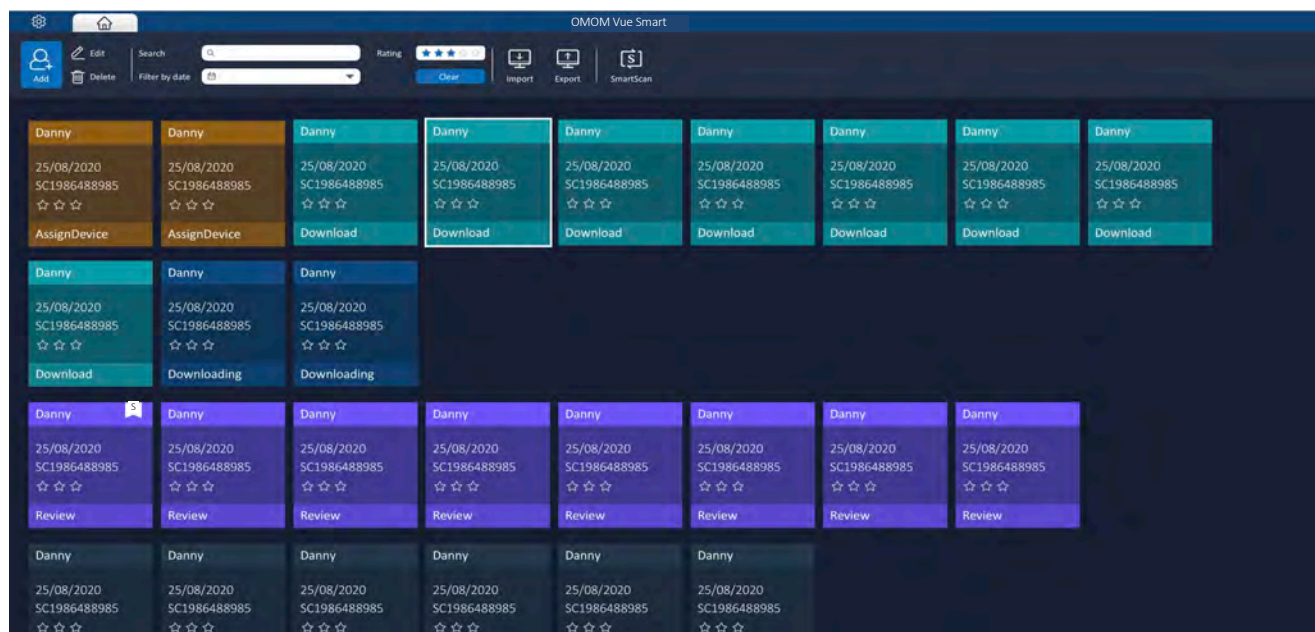 OMOM Vue Smart
Add
Edit
Delete
Search
Filter by date
Rating
Clear
Import
Export
SmartScan
Danny Danny Danny Danny Danny Danny Danny Danny Danny
25/08/2020 25/08/2020 25/08/2020 25/08/2020 25/08/2020 25/08/2020 25/08/2020 25/08/2020 25/08/2020
SC1986488985 SC1986488985 SC1986488985 SC1986488985 SC1986488985 SC1986488985 SC1986488985 SC1986488985 SC1986488985
AssignDevice AssignDevice Download Download Download Download Download Download Download
Danny Danny Danny
25/08/2020 25/08/2020 25/08/2020
SC1986488985 SC1986488985 SC1986488985
Download Downloading Downloading
Danny S Danny Danny Danny Danny Danny Danny Danny
25/08/2020 25/08/2020 25/08/2020 25/08/2020 25/08/2020 25/08/2020 25/08/2020 25/08/2020
SC1986488985 SC1986488985 SC1986488985 SC1986488985 SC1986488985 SC1986488985 SC1986488985 SC1986488985
Review Review Review Review Review Review Review Review
Danny Danny Danny Danny Danny Danny
25/08/2020 25/08/2020 25/08/2020 25/08/2020 25/08/2020 25/08/2020
SC1986488985 SC1986488985 SC1986488985 SC1986488985 SC1986488985 SC1986488985